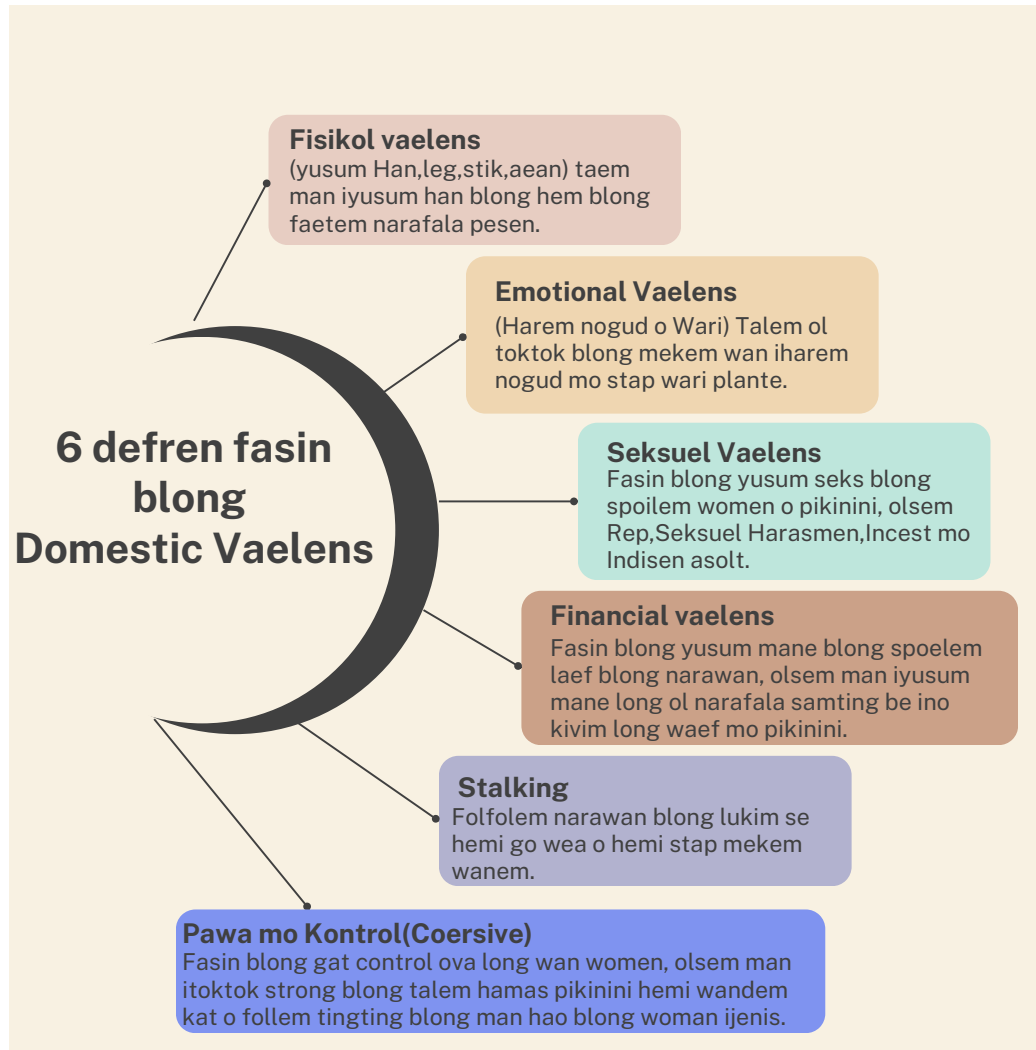 Fisikol vaelens
(yusum Han,leg,stik,aean) taem
man iyusum han blong hem blong
faetem narafala pesen.
Emotional Vaelens
(Harem nogud o Wari) Talem ol
toktok blong mekem wan iharem
nogud mo stap wari plante.
6 defren fasin
blong
Domestic Vaelens
Seksuel Vaelens
Fasin blong yusum seks blong
spoilem women o pikinini, olsem
Rep,Seksuel Harasmen,Incest mo
Indisen asolt.
Financial vaelens
Fasin blong yusum mane blong spoelem
laef blong narawan, olsem man iyusum
mane long ol narafala samting be ino
kivim long waef mo pikinini.
Stalking
Folfolem narawan blong lukim se
hemi go wea o hemi stap mekem
wanem.
Pawa mo Kontrol(Coersive)
Fasin blong gat control ova long wan women, olsem man
itoktok strong blong talem hamas pikinini hemi wandem
kat o follem tingting blong man hao blong woman ijenis.